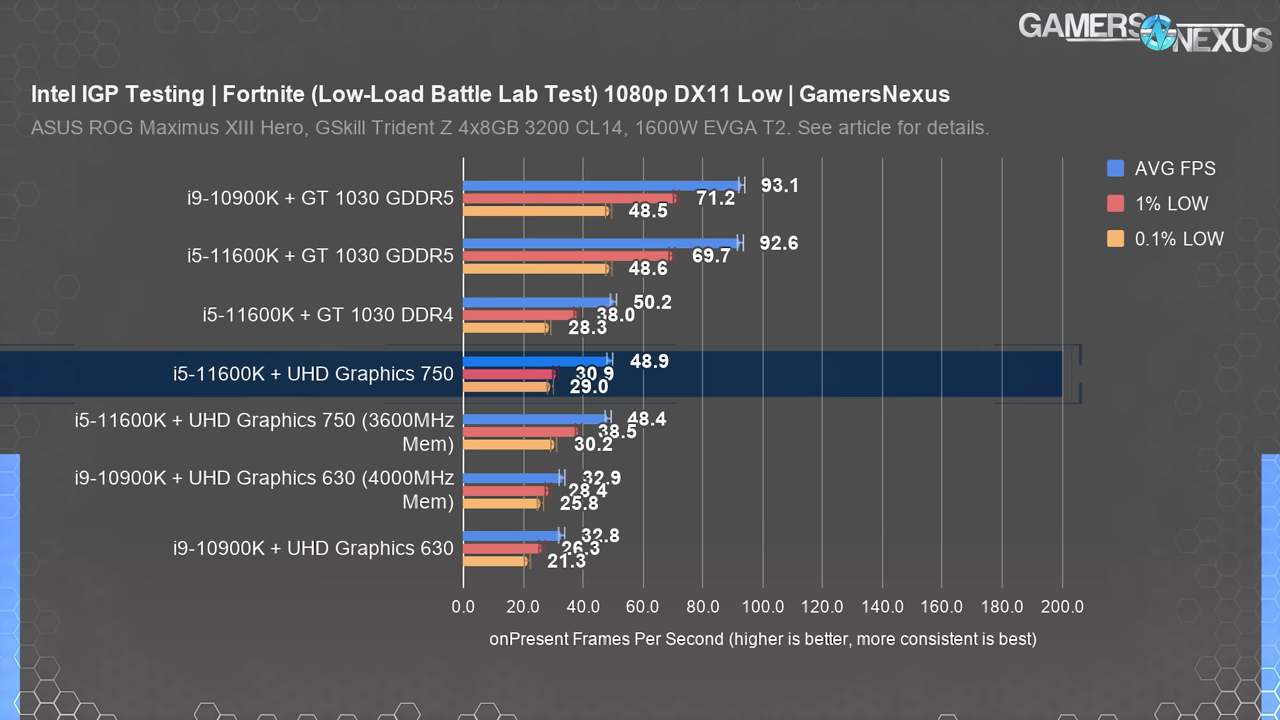 GAMERS NEXUS
Intel IGP Testing | Fortnite (Low-Load Battle Lab Test) 1080p DX11 Low | GamersNexus
ASUS ROG Maximus XIII Hero, GSkill Trident Z 4x8GB 3200 CL14, 1600W EVGA T2. See article for details.
AVG FPS
1% LOW
0.1% LOW
i9-10900K + GT 1030 GDDR5
93.1
71.2
48.5
i5-11600K + GT 1030 GDDR5
92.6
69.7
48.6
i5-11600K + GT 1030 DDR4
50.2
38.0
28.3
i5-11600K + UHD Graphics 750
48.9
30.9
29.0
i5-11600K + UHD Graphics 750 (3600MHz
Mem)
48.4
38.5
30.2
i9-10900K + UHD Graphics 630 (4000MHz
Mem)
32.9
28.4
25.8
i9-10900K + UHD Graphics 630
32.8
26.3
21.3
0.0 20.0 40.0 60.0 80.0 100.0 120.0 140.0 160.0 180.0 200.0
onPresent Frames Per Second (higher is better, more consistent is best)